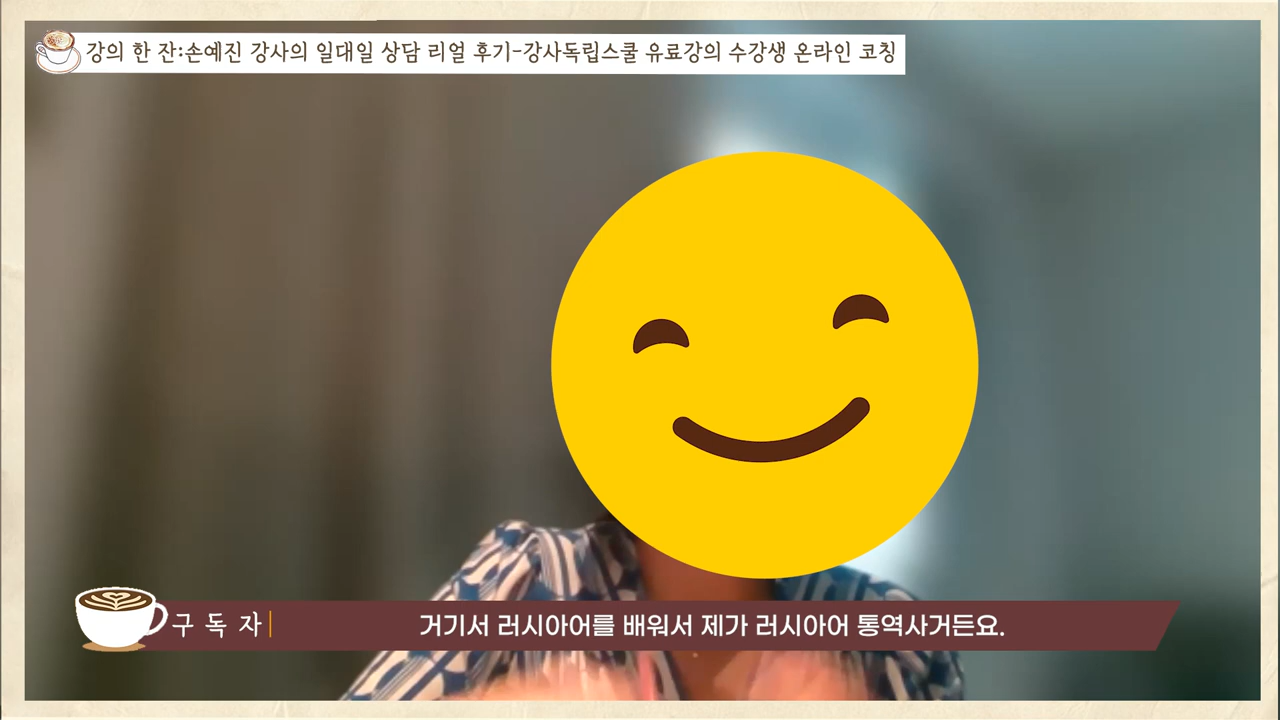 강의 한 잔:손예진 강사의 일대일 상담 리얼 후기-강사독립스쿨 유료강의 수강생 온라인 코칭
구독자
거기서 러시아어를 배워서 제가 러시아어 통역사거든요.